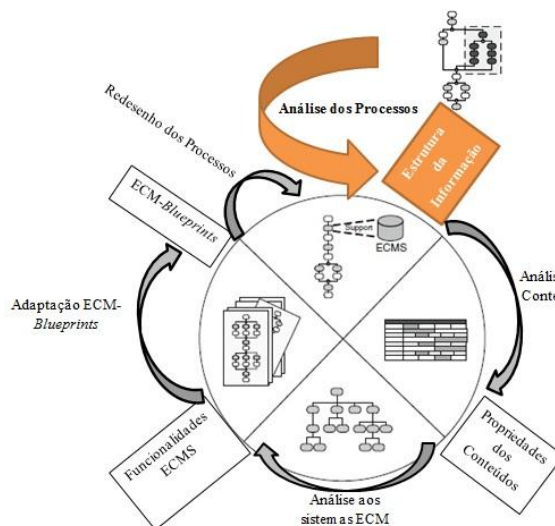 Análise dos Processos
Estrutura
da
Informação
Redesenho dos Processos
ECM-Blueprints
Support
ECMS
Adaptação ECM-
Blueprints
Funcionalidades
ECMS
Análise aos
sistemas ECM
Propriedades
dos
Conteúdos